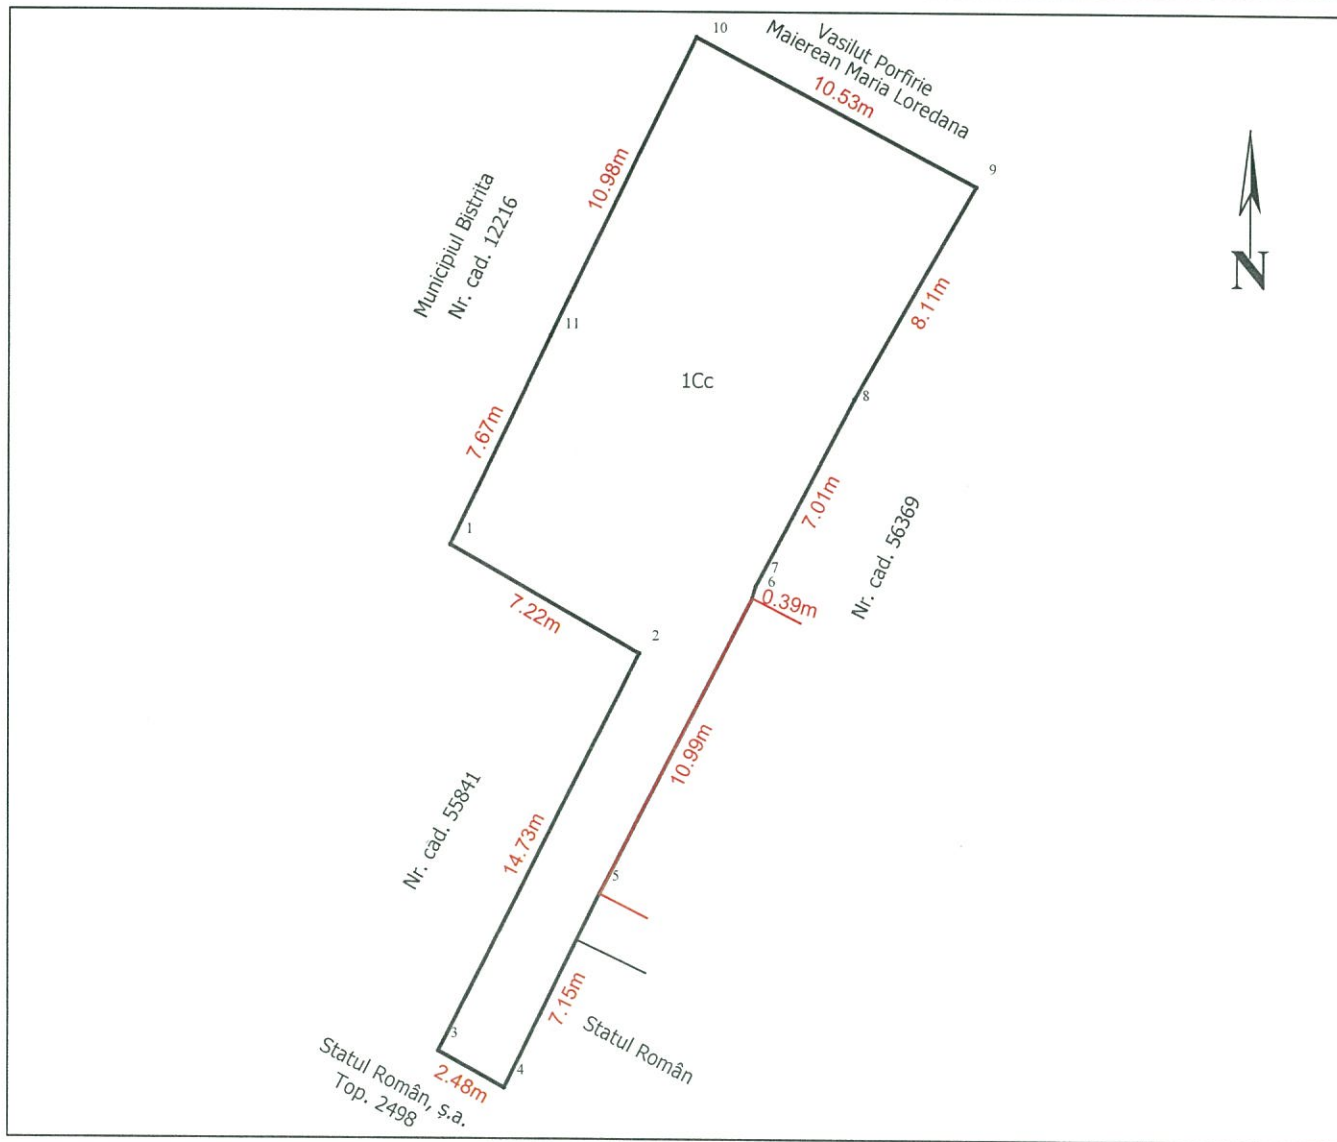 10
Vasilut Porfirie
Maierean Maria Loredana
10.53m
9
10.98m
Municipiul Bistrita
Nr. cad. 12216
N
8.11m
11
1Cc
8
7.67m
7.01m
Nr. cad. 56369
1
7
6
0.39m
7.22m
2
10.99m
Nr. cad. 55841
14.73m
5
7.15m
Statul Român
3
4
2.48m
Statul Român, ș.a.
Top. 2498